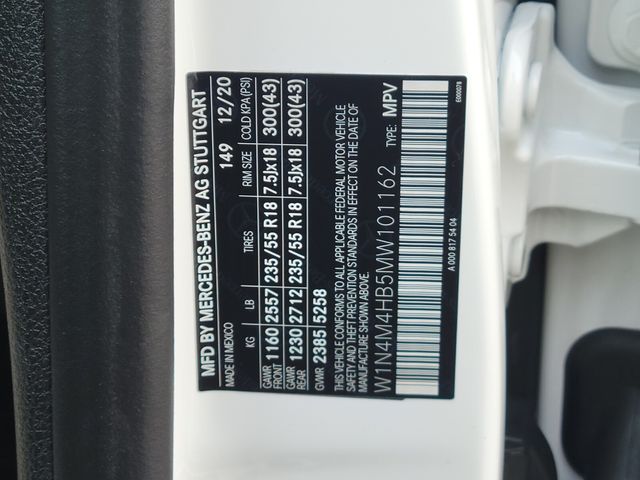 MFD BY MERCEDES-BENZ AG STUTTGART
MADE IN MEXICO 149 12/20
KG LB TIRES RIM SIZE COLD KPA (PSI)
GAWR FRONT 1160 2557 235/55 R18 7.5Jx18 300(43)
GAWR REAR 1230 2712 235/55 R18 7.5Jx18 300(43)
GVWR 2385 5258
THIS VEHICLE CONFORMS TO ALL APPLICABLE FEDERAL MOTOR VEHICLE
SAFETY AND THEFT PREVENTION STANDARDS IN EFFECT ON THE DATE OF
MANUFACTURE SHOWN ABOVE.
W1N4M4HB5MW101162 TYPE: MPV
A 000 817 54 04 E000078